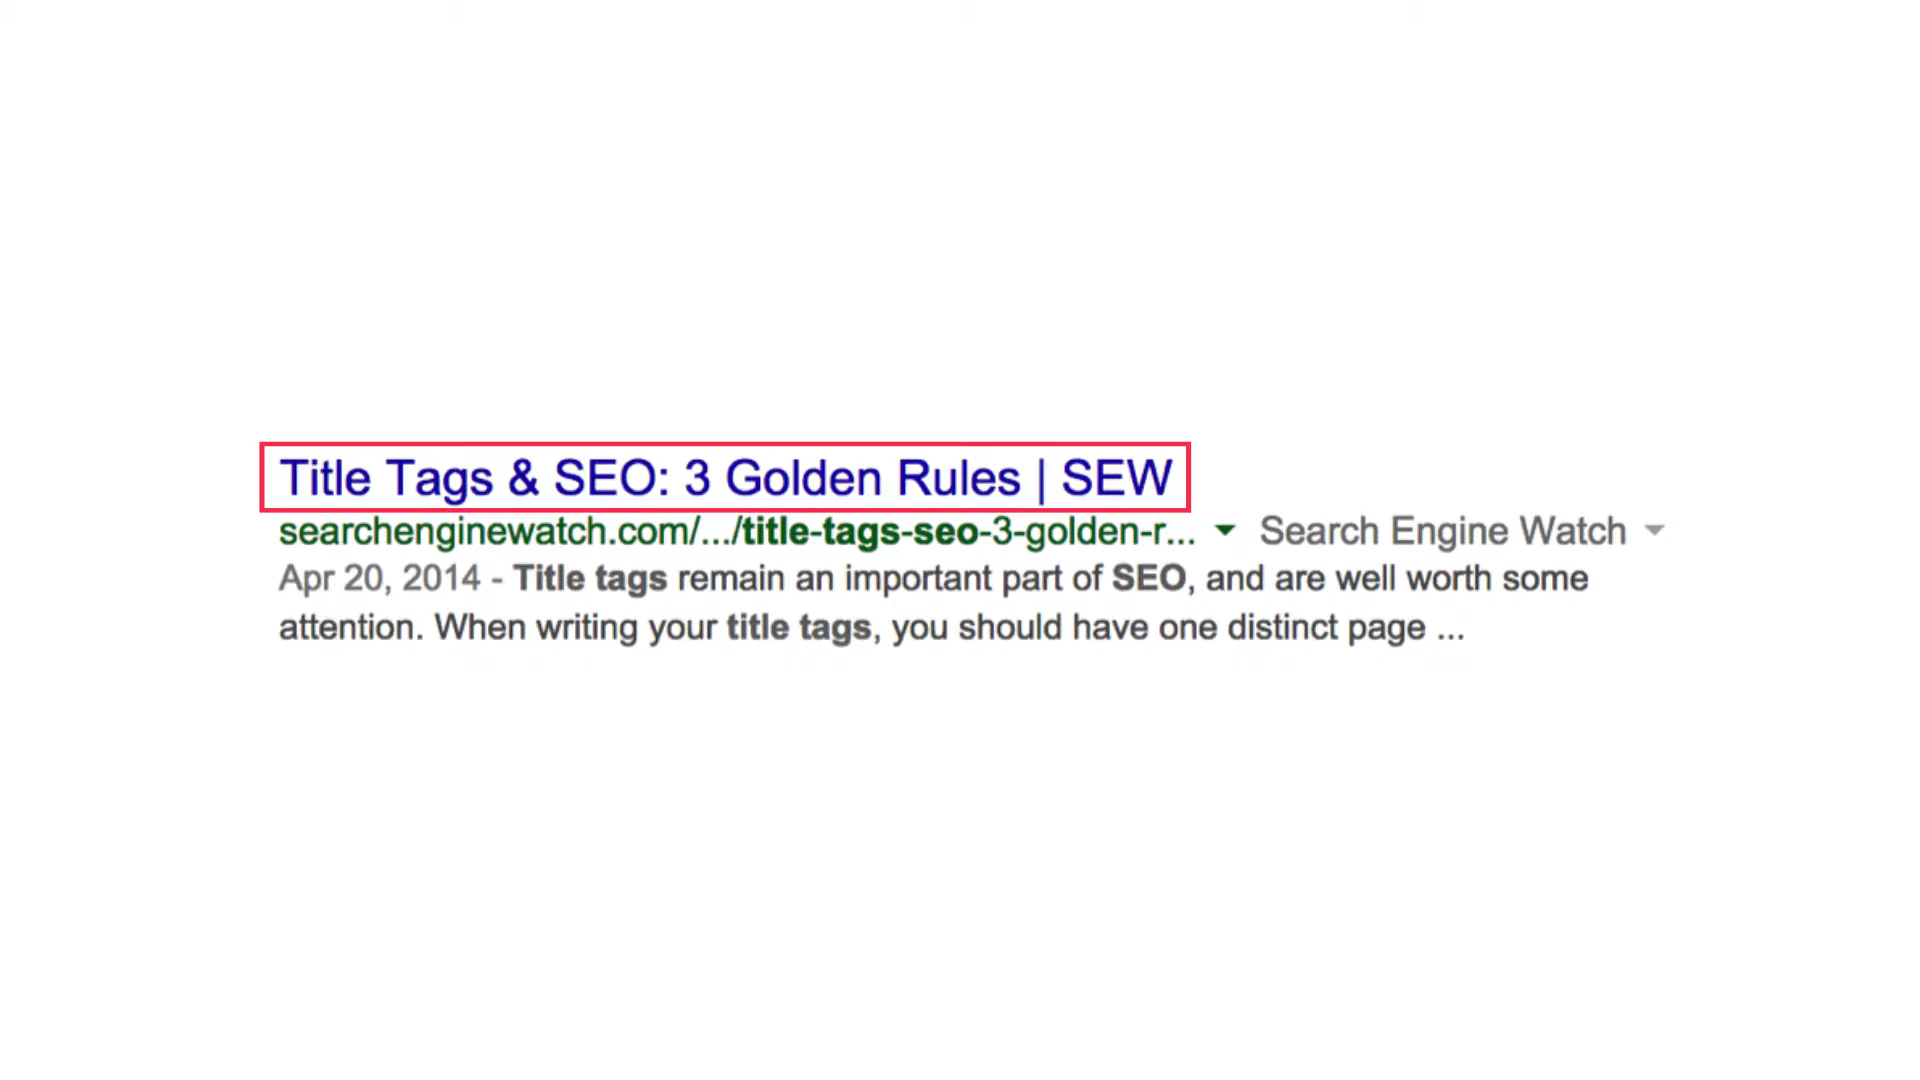 Title Tags & SEO: 3 Golden Rules | SEW
searchenginewatch.com/.../title-tags-seo-3-golden-r... Search Engine Watch
Apr 20, 2014 - Title tags remain an important part of SEO, and are well worth some
attention. When writing your title tags, you should have one distinct page ...